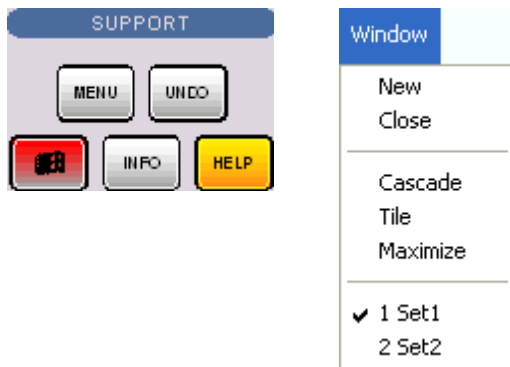 SUPPORT
MENU UNDO
INFO HELP
Window
New
Close
Cascade
Tile
Maximize
✔ 1 Set1
2 Set2